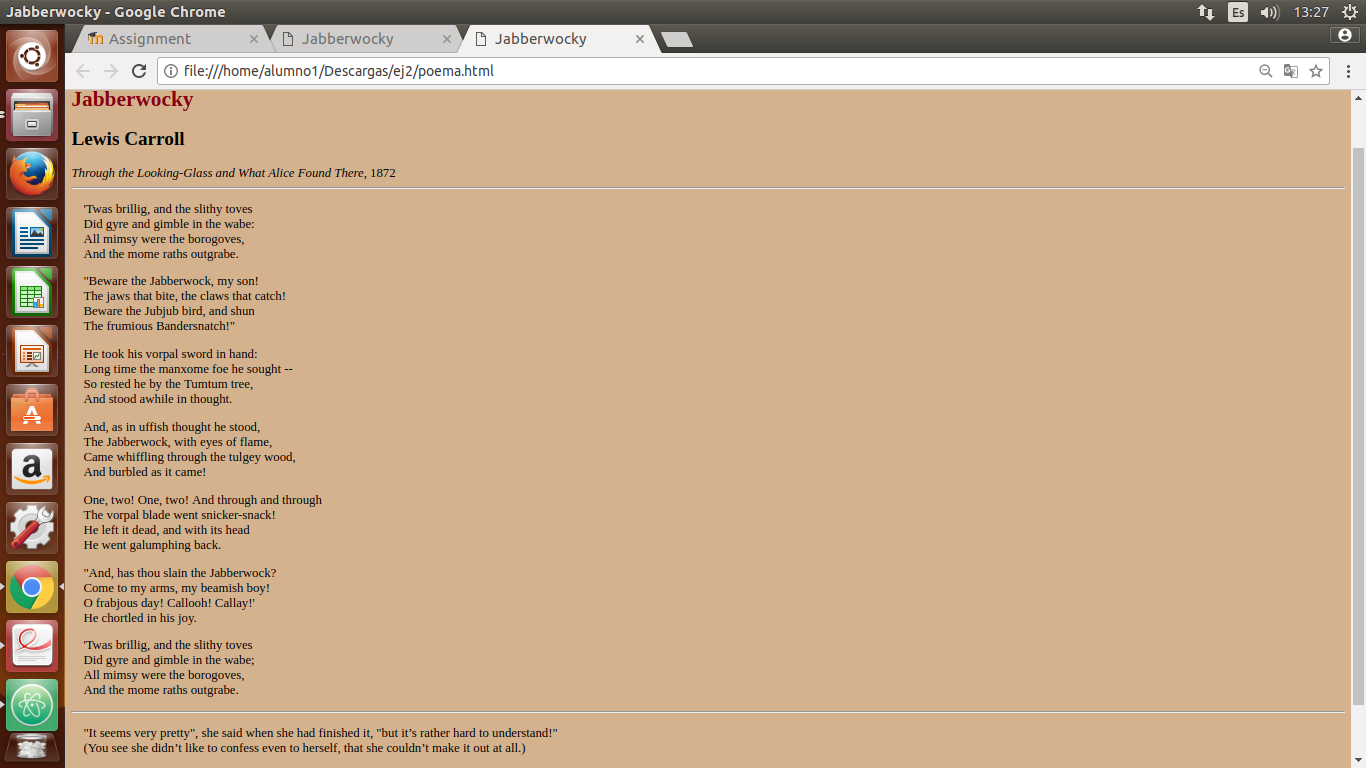 Jabberwocky - Google Chrome
Es
13:27
Assignment
Jabberwocky
Jabberwocky
file:///home/alumno1/Descargas/ej2/poema.html
Jabberwocky
Lewis Carroll
Through the Looking-Glass and What Alice Found There, 1872
'Twas brillig, and the slithy toves
Did gyre and gimble in the wabe:
All mimsy were the borogoves,
And the mome raths outgrabe.
"Beware the Jabberwock, my son!
The jaws that bite, the claws that catch!
Beware the Jubjub bird, and shun
The frumious Bandersnatch!"
He took his vorpal sword in hand:
Long time the manxome foe he sought --
So rested he by the Tumtum tree,
And stood awhile in thought.
And, as in uffish thought he stood,
The Jabberwock, with eyes of flame,
Came whiffling through the tulgey wood,
And burbled as it came!
One, two! One, two! And through and through
The vorpal blade went snicker-snack!
He left it dead, and with its head
He went galumphing back.
"And, has thou slain the Jabberwock?
Come to my arms, my beamish boy!
O frabjous day! Callooh! Callay!'
He chortled in his joy.
'Twas brillig, and the slithy toves
Did gyre and gimble in the wabe;
All mimsy were the borogoves,
And the mome raths outgrabe.
"It seems very pretty", she said when she had finished it, "but it’s rather hard to understand!"
(You see she didn’t like to confess even to herself, that she couldn’t make it out at all.)